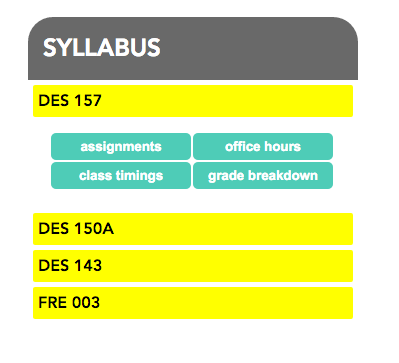 SYLLABUS
DES 157
assignments office hours
class timings grade breakdown
DES 150A
DES 143
FRE 003